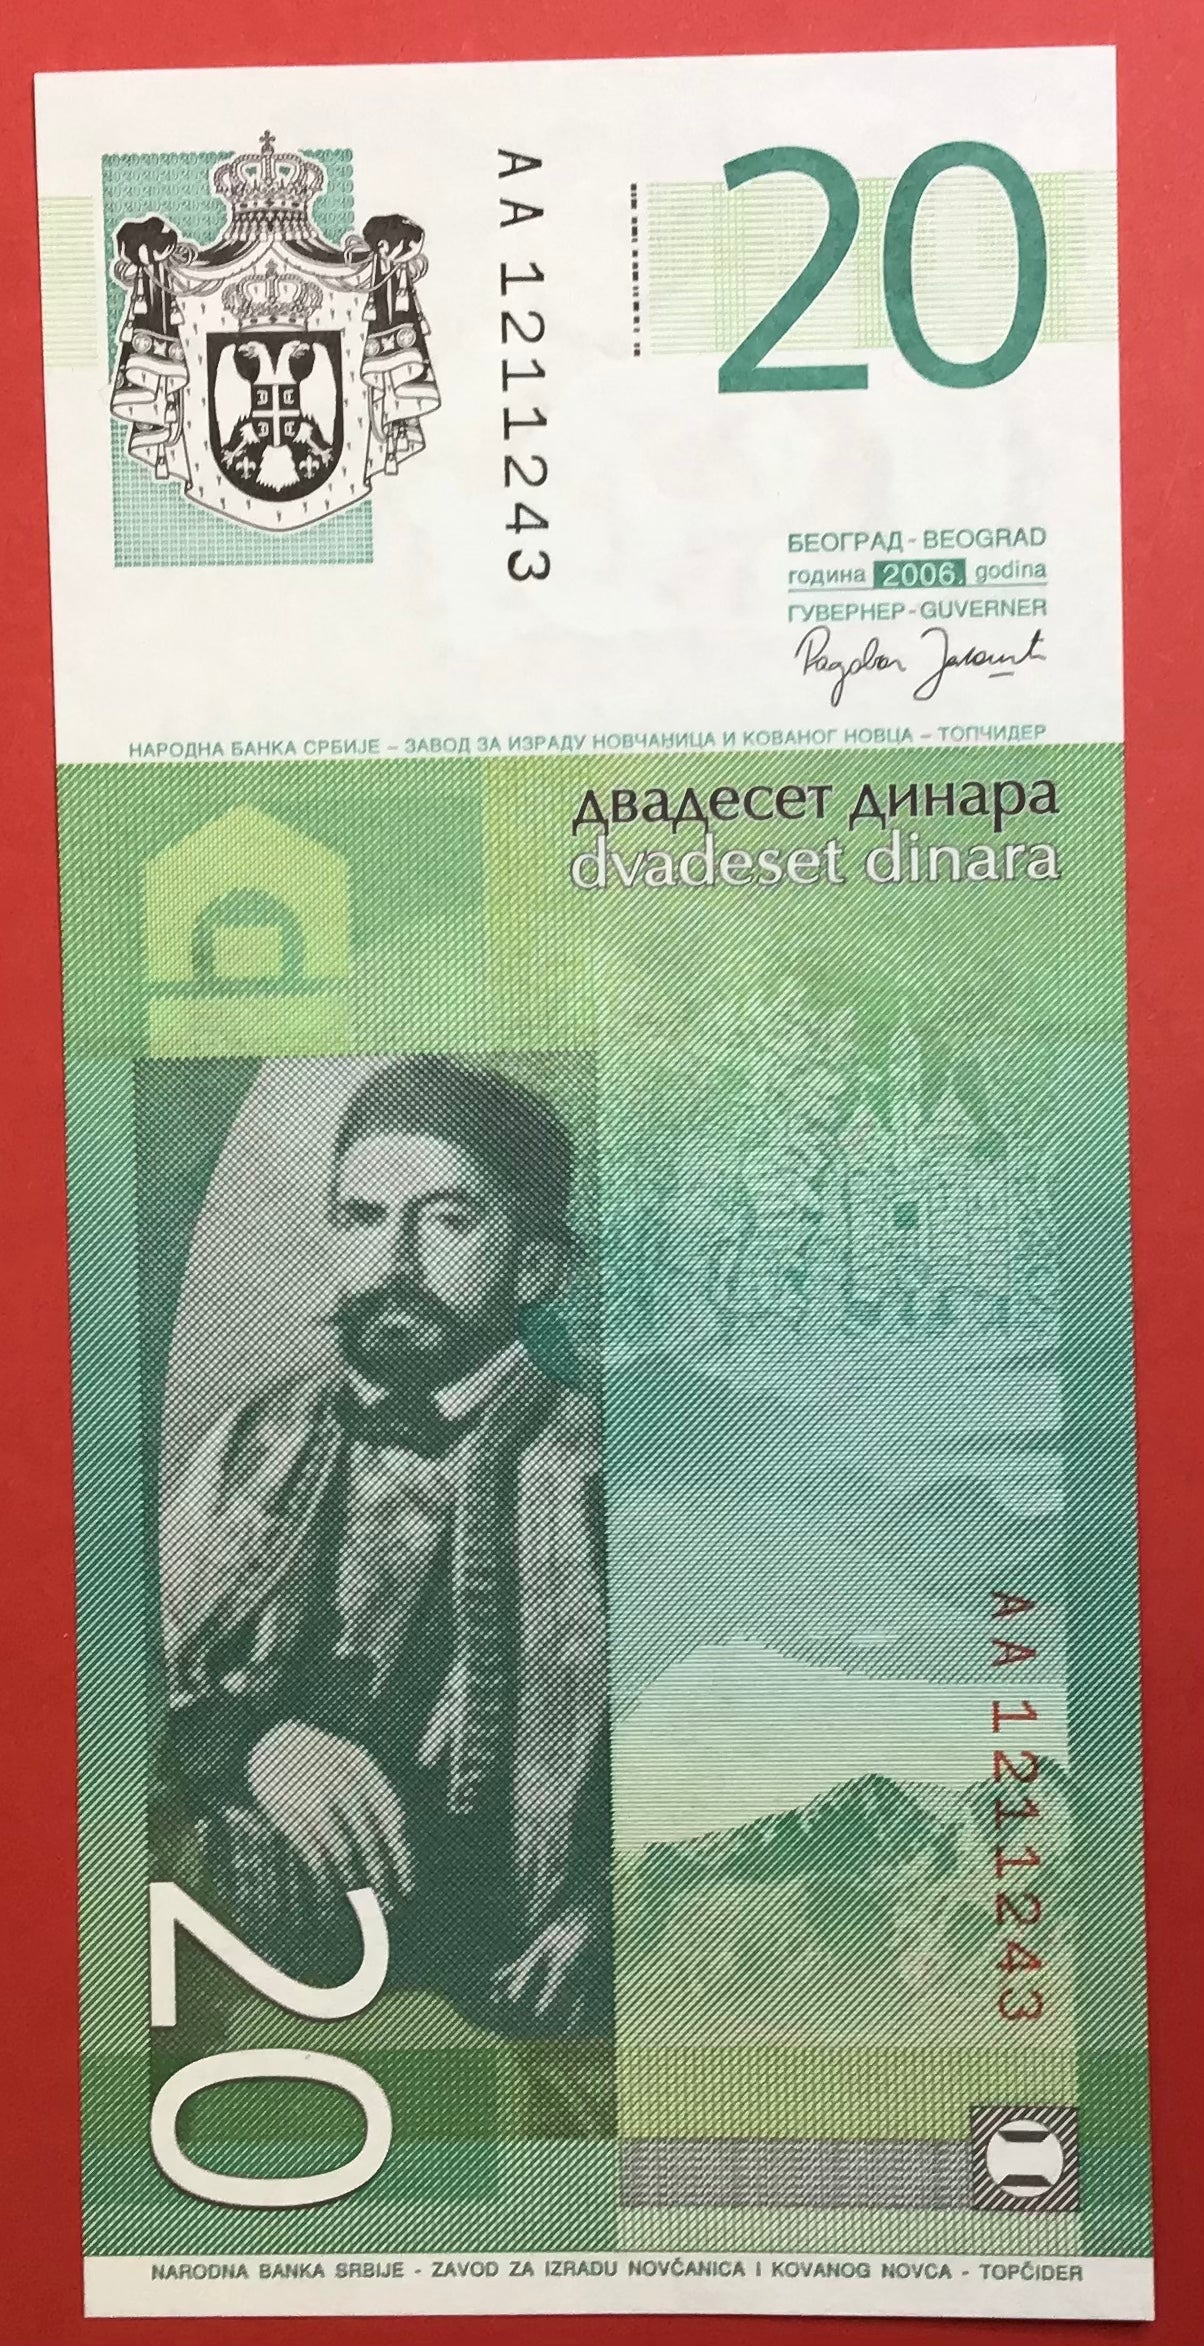 20
AA 1211243
БЕОГРАД - BEOGRAD
година 2006. godina
ГУВЕРНЕР - GUVERNER
НАРОДНА БАНКА СРБИЈЕ – ЗАВОД ЗА ИЗРАДУ НОВЧАНИЦА И КОВАНОГ НОВЦА – ТОПЧИДЕР
двадесет динара
dvadeset dinara
AA 1211243
20
NARODNA BANKA SRBIJE - ZAVOD ZA IZRADU NOVČANICA I KOVANOG NOVCA - TOPČIDER